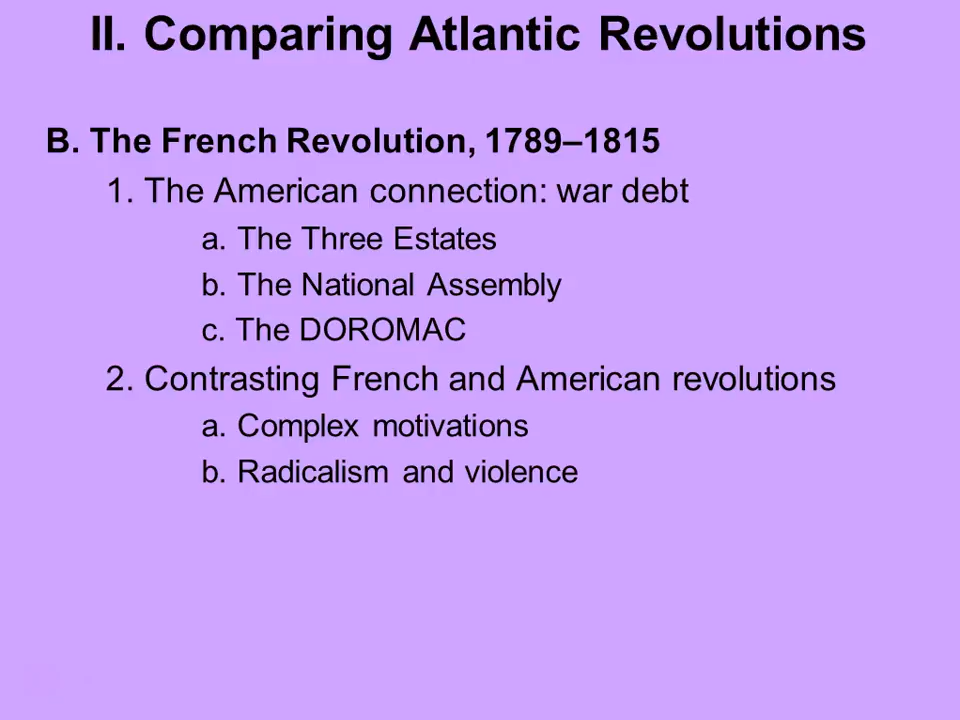 II. Comparing Atlantic Revolutions
B. The French Revolution, 1789–1815
1. The American connection: war debt
a. The Three Estates
b. The National Assembly
c. The DOROMAC
2. Contrasting French and American revolutions
a. Complex motivations
b. Radicalism and violence